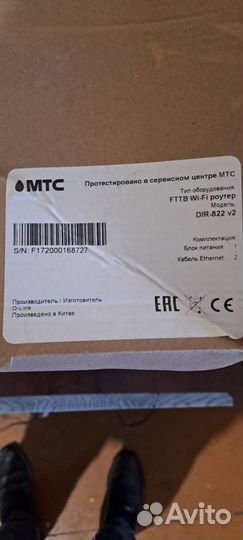 МТС
Протестировано в сервисном центре МТС
Тип оборудования:
FTTB Wi-Fi роутер
Модель:
DIR-822 v2
S/N: F172000168727
Комплектация
Блок питания 1
Кабель Ethernet 2
Производитель / Изготовитель
D-Link
Произведено в Китае
EAC CE
Avito